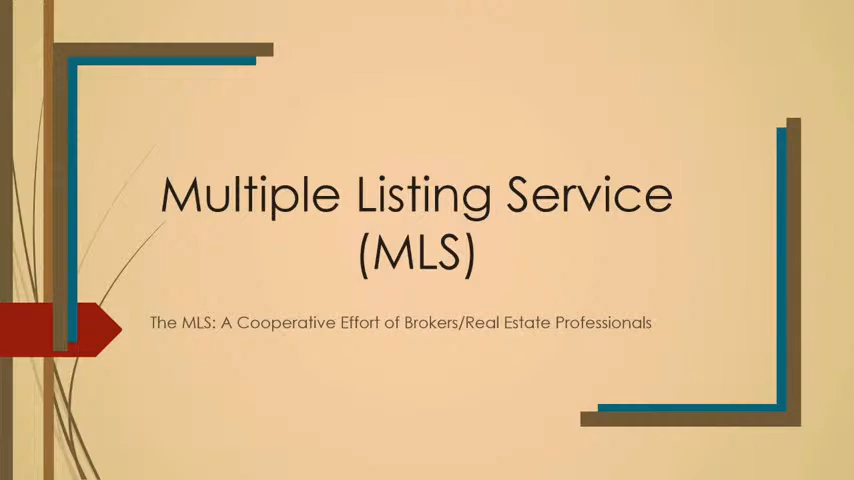 Multiple Listing Service
(MLS)
The MLS: A Cooperative Effort of Brokers/Real Estate Professionals